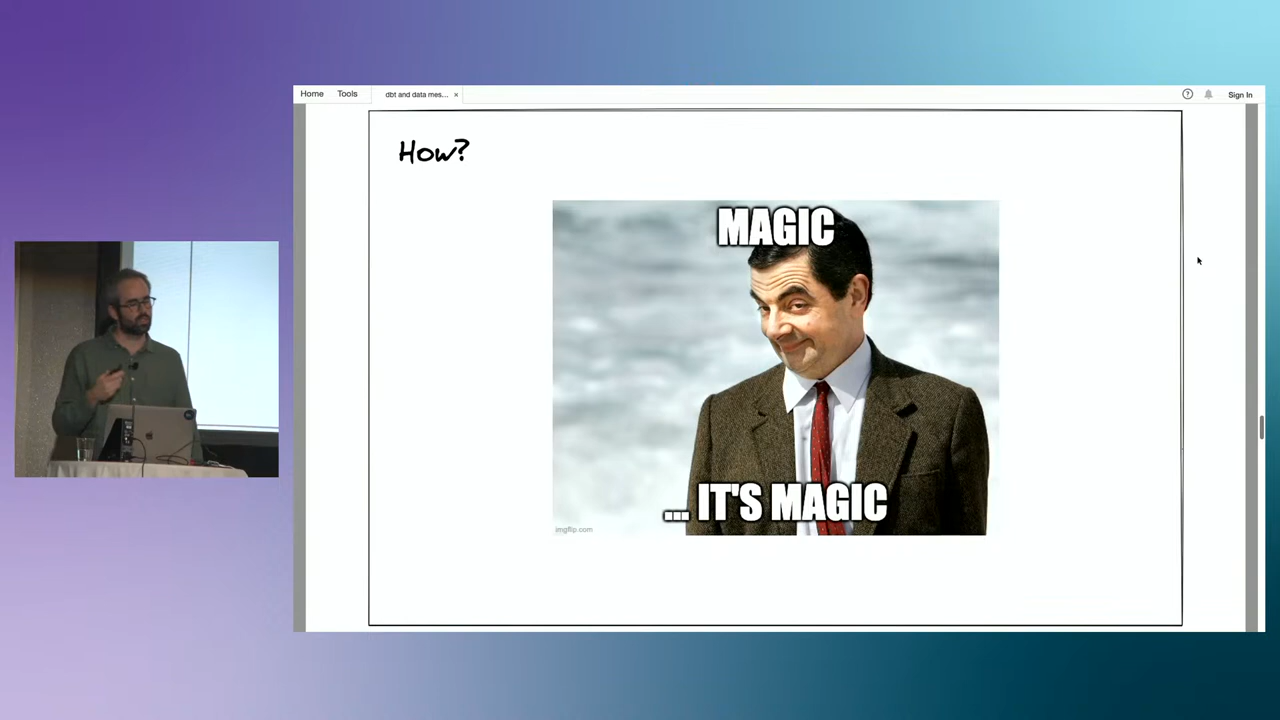 Home Tools dbt and data mes... × ? Sign In
How?
MAGIC
... IT'S MAGIC
imgflip.com